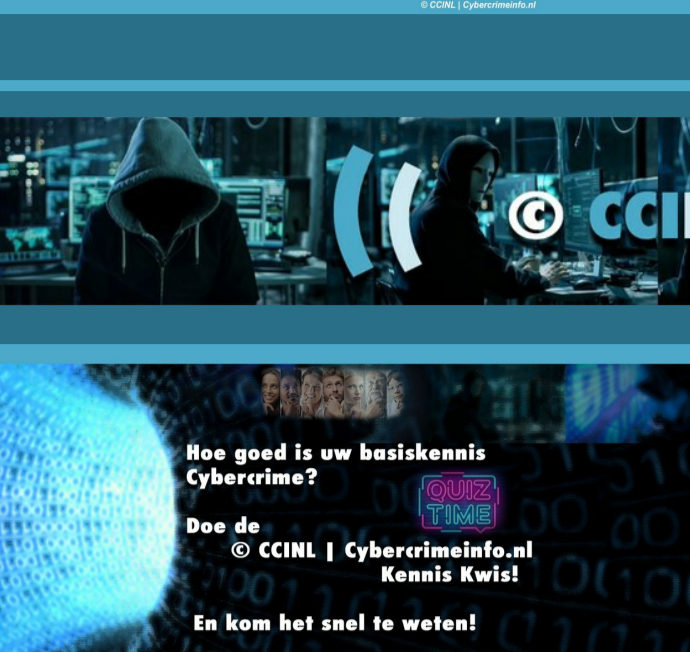 © CCINL | Cybercrimeinfo.nl
© CCI
Hoe goed is uw basiskennis
Cybercrime?
QUIZ
TIME
Doe de
© CCINL | Cybercrimeinfo.nl
Kennis Kwis!
En kom het snel te weten!